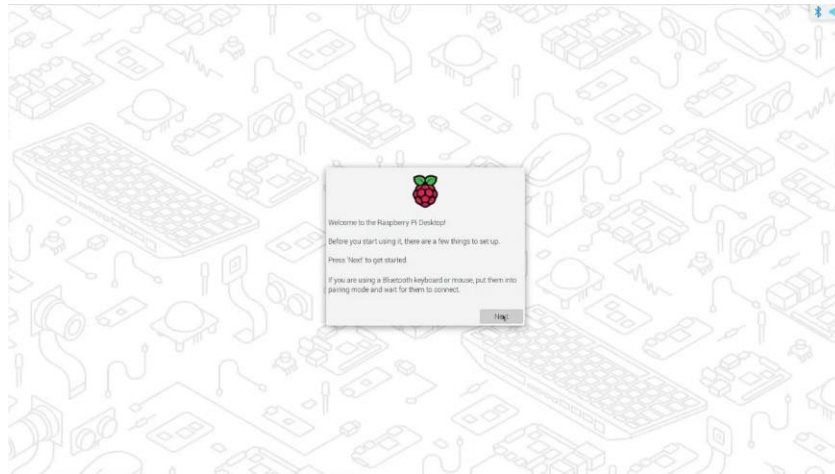 Welcome to the Raspberry Pi Desktop!
Before you start using it, there are a few things to set up.
Press 'Next' to get started.
If you are using a Bluetooth keyboard or mouse, put them into
pairing mode and wait for them to connect.
Next